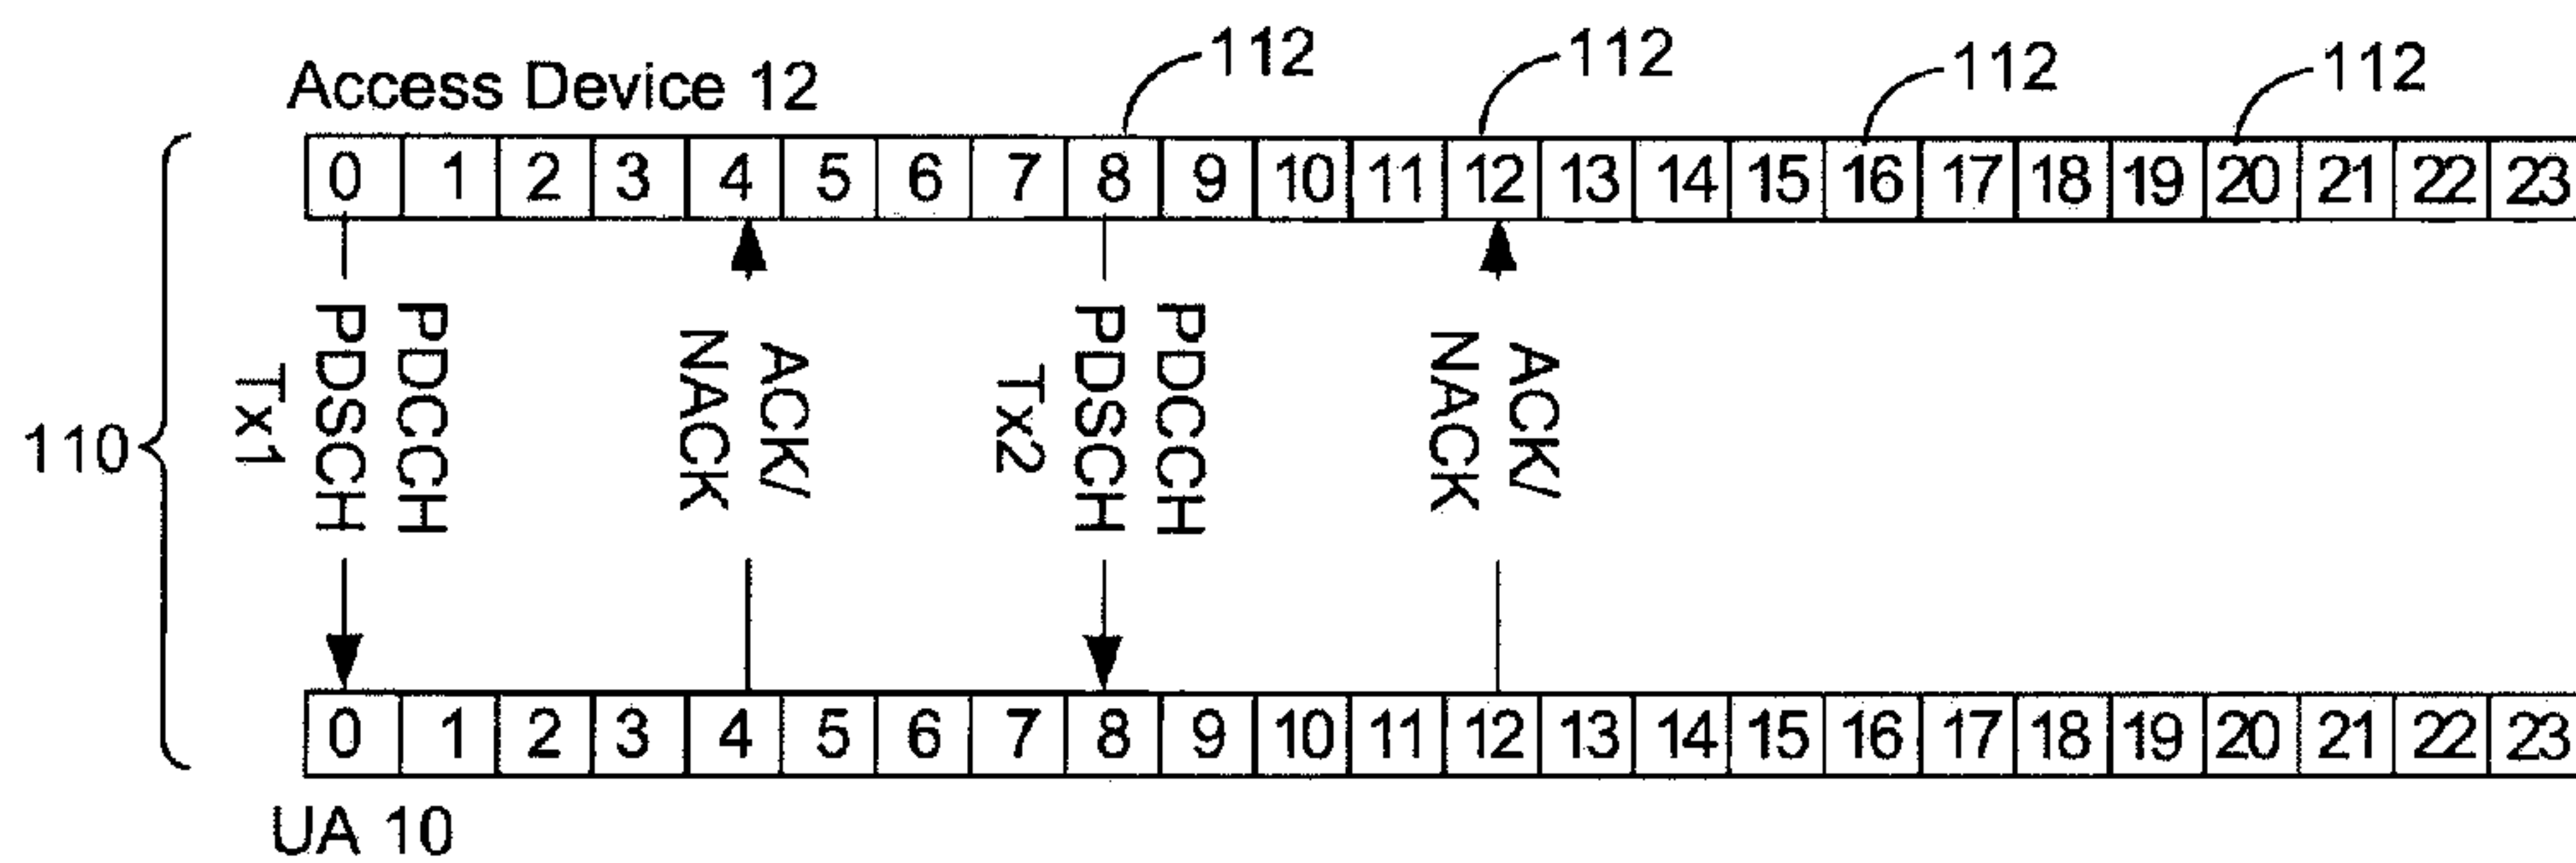 112 112 112 112
Access Device 12
0 1 2 3 4 5 6 7 8 9 10 11 12 13 14 15 16 17 18 19 20 21 22 23
110
PDCCH
PDSCH
Tx1
ACK/
NACK
PDCCH
PDSCH
Tx2
ACK/
NACK
0 1 2 3 4 5 6 7 8 9 10 11 12 13 14 15 16 17 18 19 20 21 22 23
UA 10